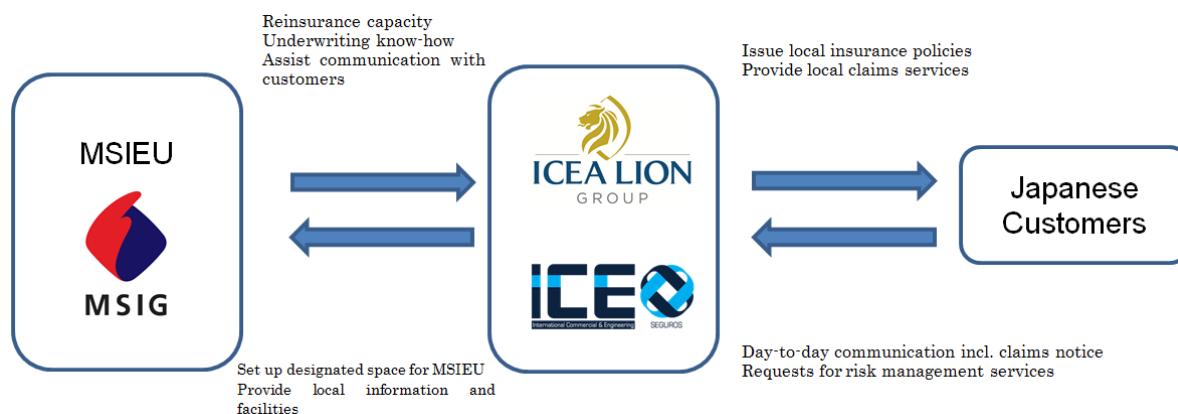 Reinsurance capacity
Underwriting know-how
Assist communication with
customers
Issue local insurance policies
Provide local claims services
MSIEU
MSIG
ICEA LION
GROUP
ICE
International Commercial & Engineering
SEGUROS
Japanese
Customers
Set up designated space for MSIEU
Provide local information and
facilities
Day-to-day communication incl. claims notice
Requests for risk management services